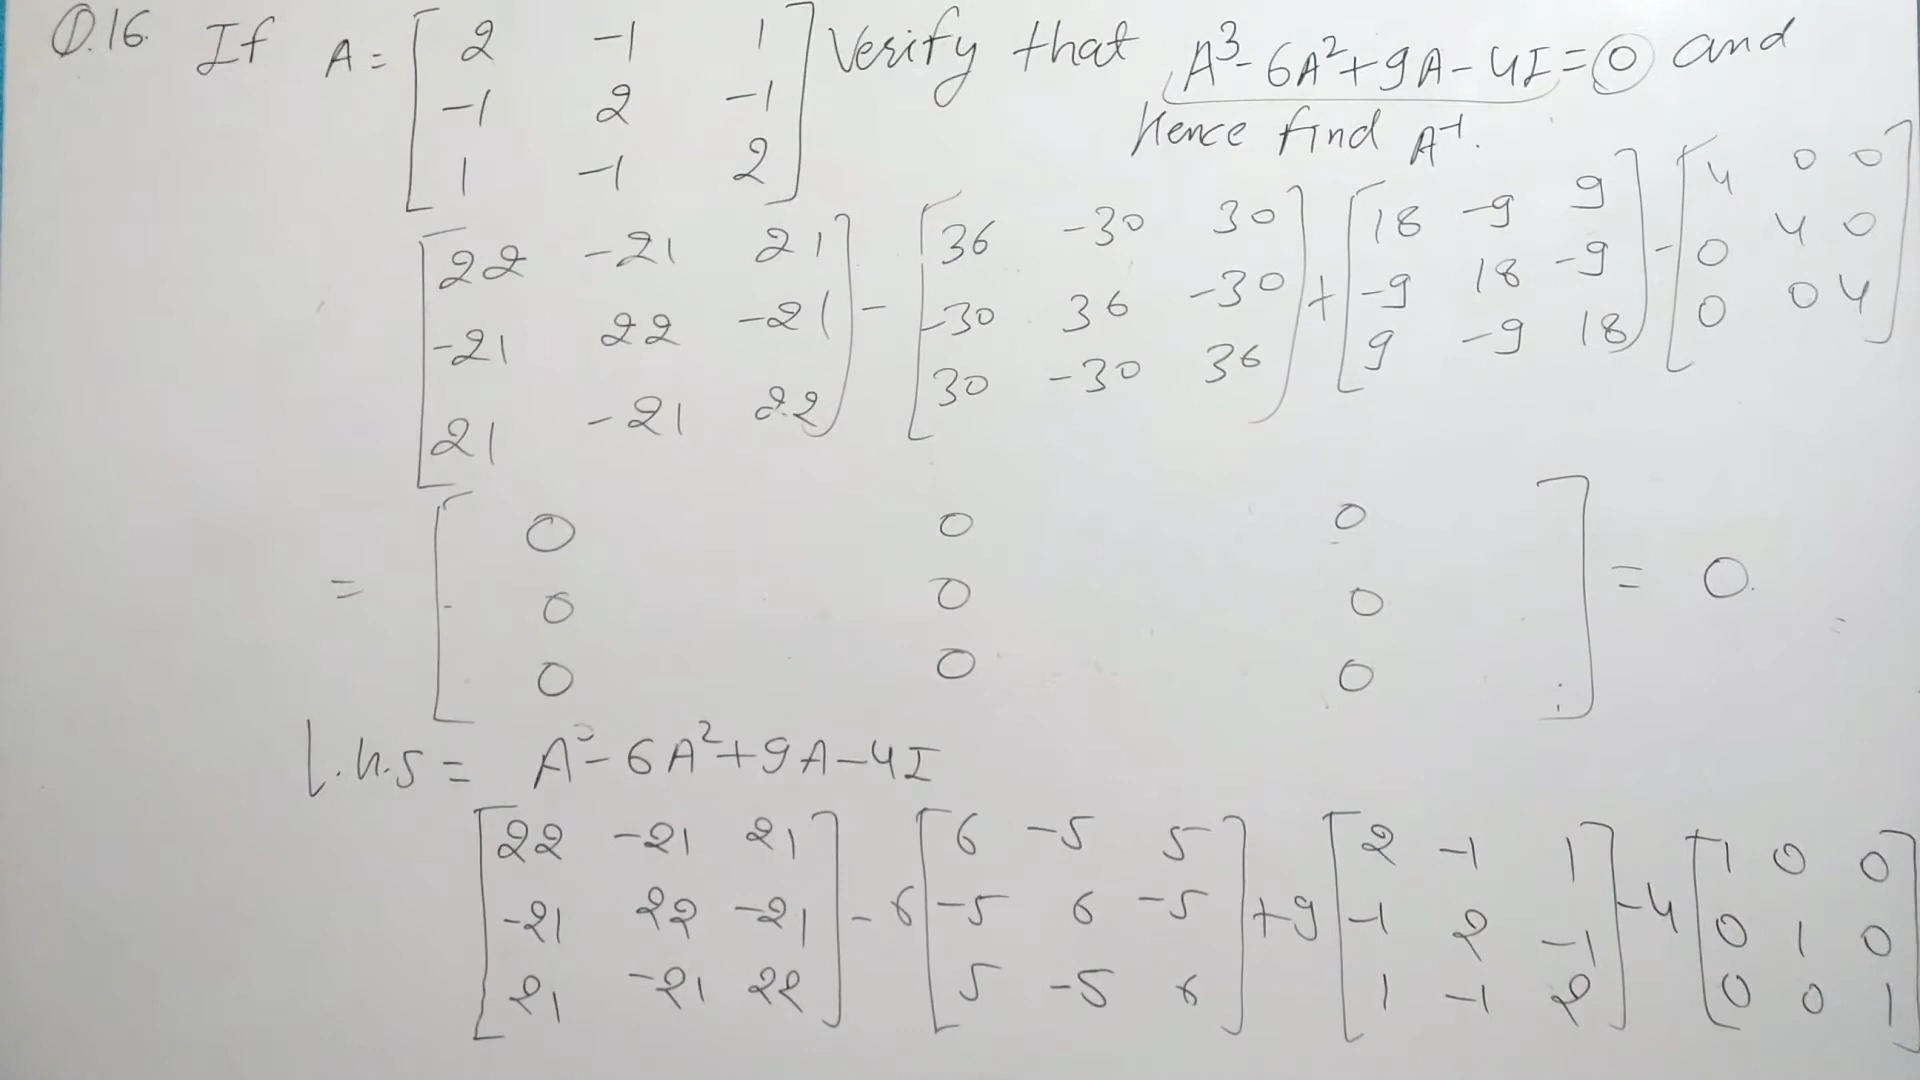 Q.16. If A = [ 2 -1 1 ] Verify that A³ - 6A² + 9A - 4I = 0 and
[ -1 2 -1 ] Hence find A⁻¹.
[ 1 -1 2 ]
[ 22 -21 21 ] - [ 36 -30 30 ] + [ 18 -9 9 ] - [ 4 0 0 ]
[ -21 22 -21 ] [ -30 36 -30 ] [ -9 18 -9 ] [ 0 4 0 ]
[ 21 -21 22 ] [ 30 -30 36 ] [ 9 -9 18 ] [ 0 0 4 ]
[ 0 0 0 ]
= [ 0 0 0 ] = 0.
[ 0 0 0 ]
L.h.s = A³ - 6A² + 9A - 4I
[ 22 -21 21 ] [ 6 -5 5 ] [ 2 -1 1 ] [ 1 0 0 ]
[ -21 22 -21 ] - 6 [ -5 6 -5 ] + 9 [ -1 2 -1 ] - 4 [ 0 1 0 ]
[ 21 -21 22 ] [ 5 -5 6 ] [ 1 -1 2 ] [ 0 0 1 ]